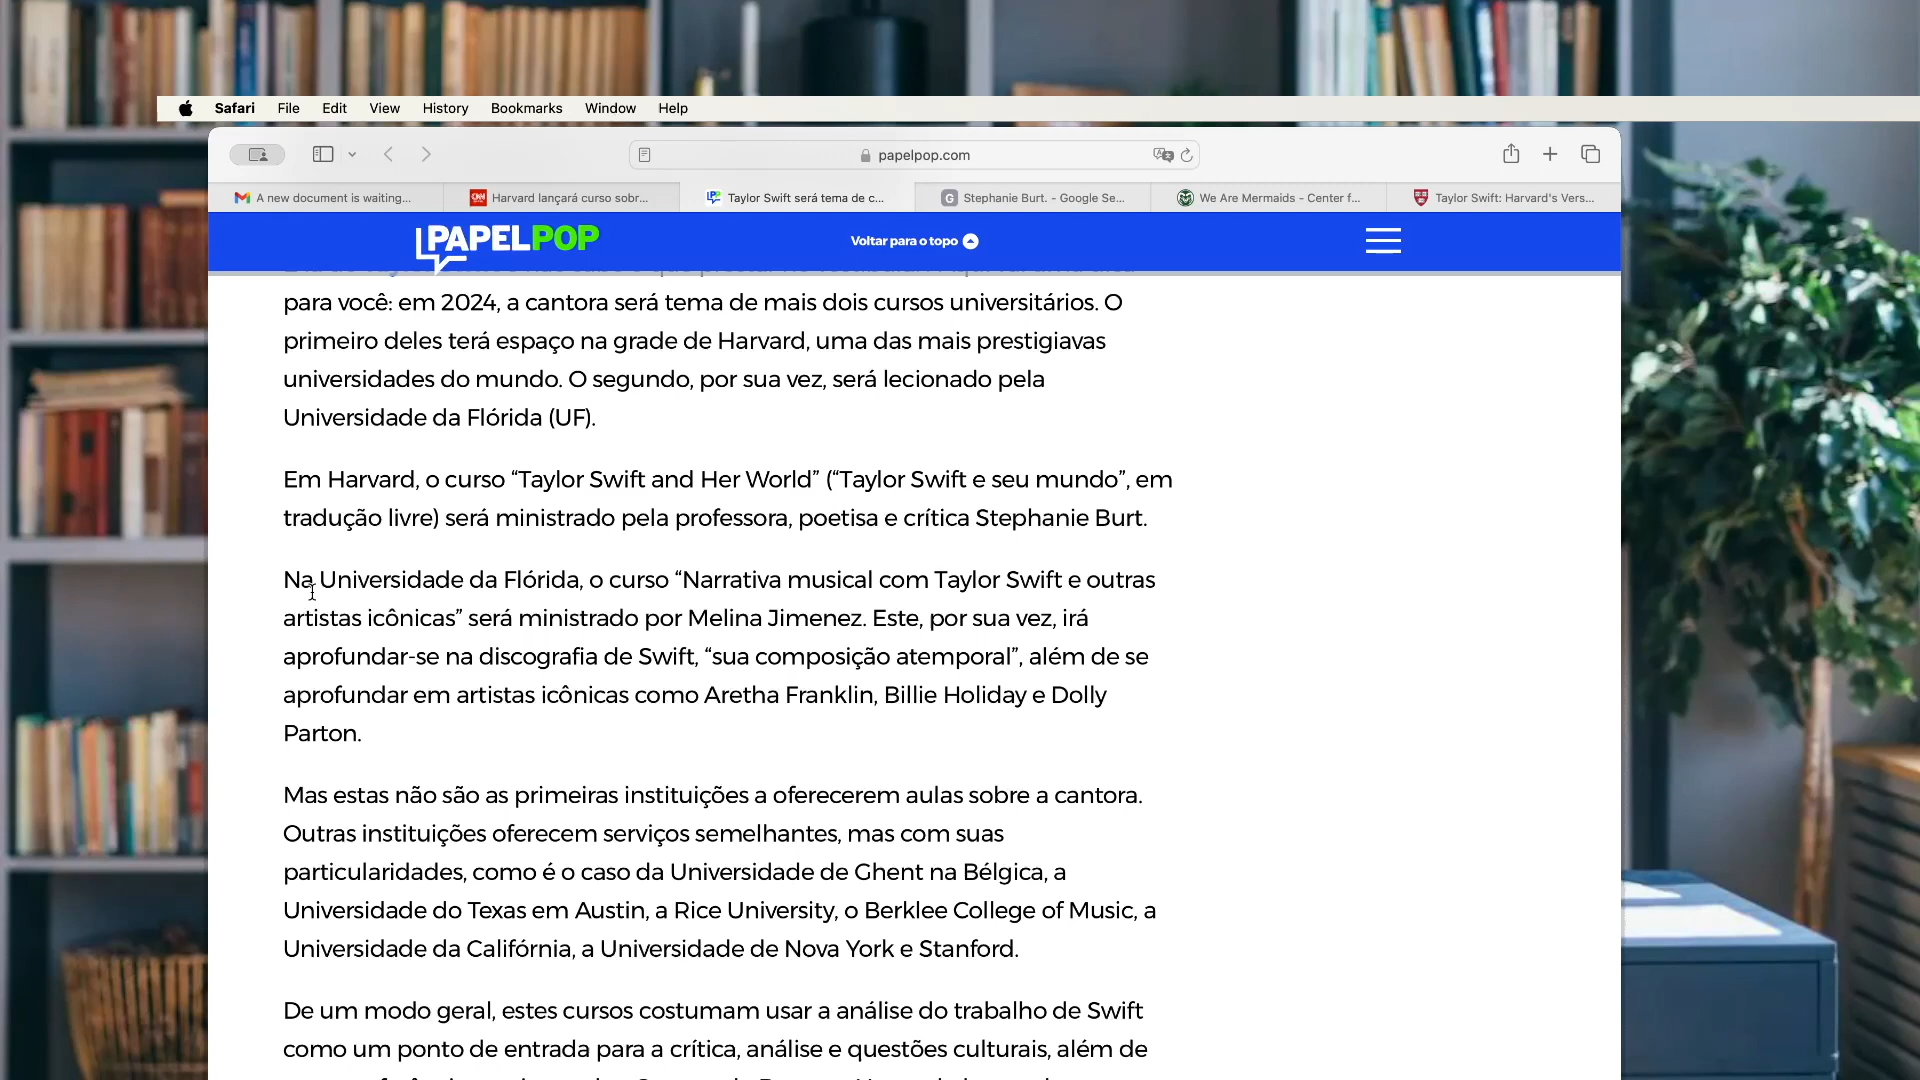 Safari File Edit View History Bookmarks Window Help
papelpop.com
A new document is waiting...
Harvard lançará curso sobr...
Taylor Swift será tema de c...
Stephanie Burt. - Google Se...
We Are Mermaids - Center f...
Taylor Swift: Harvard's Vers...
PAPELPOP
Voltar para o topo
para você: em 2024, a cantora será tema de mais dois cursos universitários. O
primeiro deles terá espaço na grade de Harvard, uma das mais prestigiavas
universidades do mundo. O segundo, por sua vez, será lecionado pela
Universidade da Flórida (UF).
Em Harvard, o curso “Taylor Swift and Her World” (“Taylor Swift e seu mundo”, em
tradução livre) será ministrado pela professora, poetisa e crítica Stephanie Burt.
Na Universidade da Flórida, o curso “Narrativa musical com Taylor Swift e outras
artistas icônicas” será ministrado por Melina Jimenez. Este, por sua vez, irá
aprofundar-se na discografia de Swift, “sua composição atemporal”, além de se
aprofundar em artistas icônicas como Aretha Franklin, Billie Holiday e Dolly
Parton.
Mas estas não são as primeiras instituições a oferecerem aulas sobre a cantora.
Outras instituições oferecem serviços semelhantes, mas com suas
particularidades, como é o caso da Universidade de Ghent na Bélgica, a
Universidade do Texas em Austin, a Rice University, o Berklee College of Music, a
Universidade da Califórnia, a Universidade de Nova York e Stanford.
De um modo geral, estes cursos costumam usar a análise do trabalho de Swift
como um ponto de entrada para a crítica, análise e questões culturais, além de